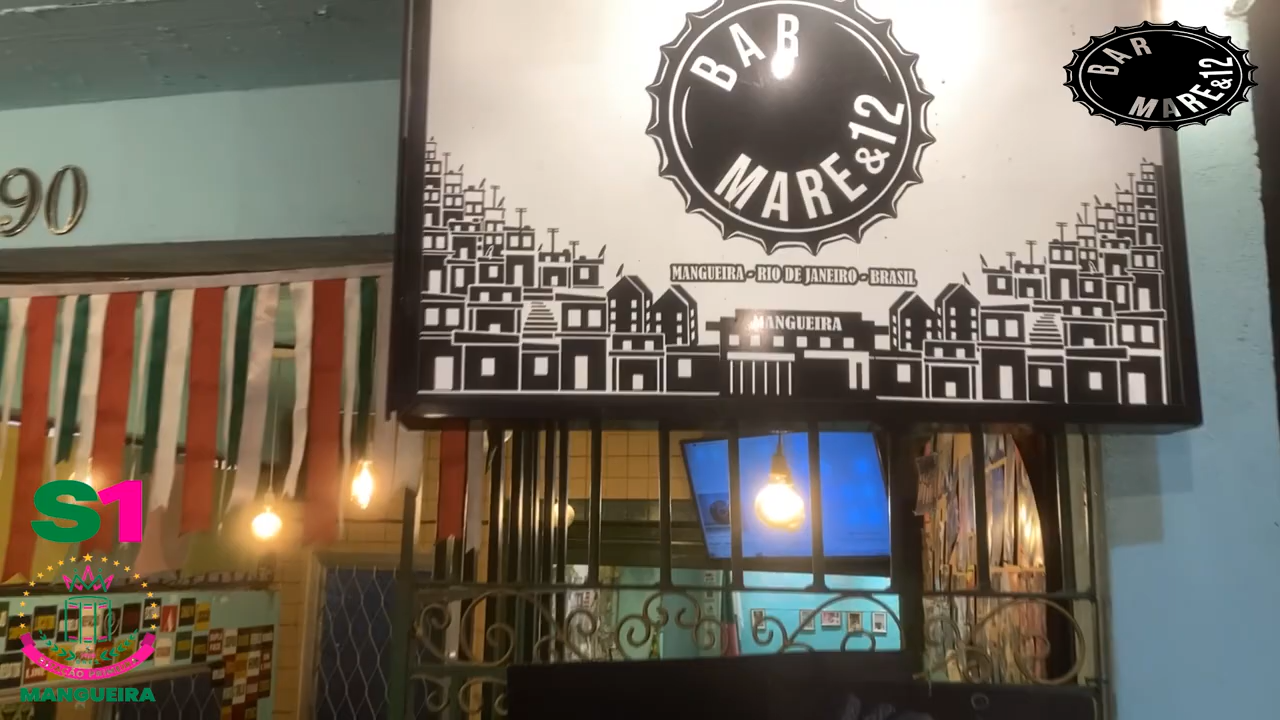 BAR
MARE&12
MANGUEIRA - RIO DE JANEIRO - BRASIL
MANGUEIRA
BAR
MARE&12
90
S1
MANGUEIRA